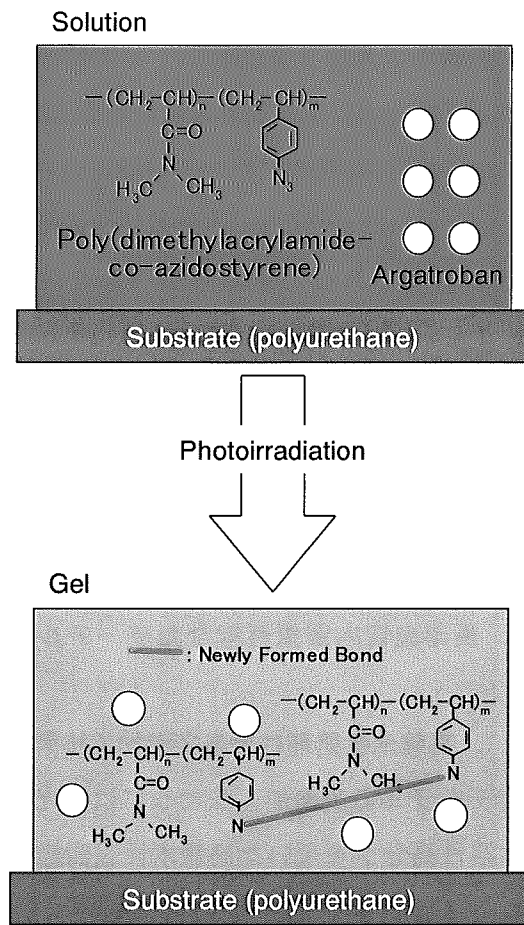 Solution
—(CH₂-CH)ₙ—(CH₂-CH)ₘ—
C=O
N
N₃
H₃C CH₃
Poly(dimethylacrylamide-
co-azidostyrene)
Argatroban
Substrate (polyurethane)
Photoirradiation
Gel
: Newly Formed Bond
—(CH₂-CH)ₙ—(CH₂-CH)ₘ—
C=O
N
N
H₃C CH₃
—(CH₂-CH)ₙ—(CH₂-CH)ₘ—
C=O
N
N
H₃C CH₃
Substrate (polyurethane)